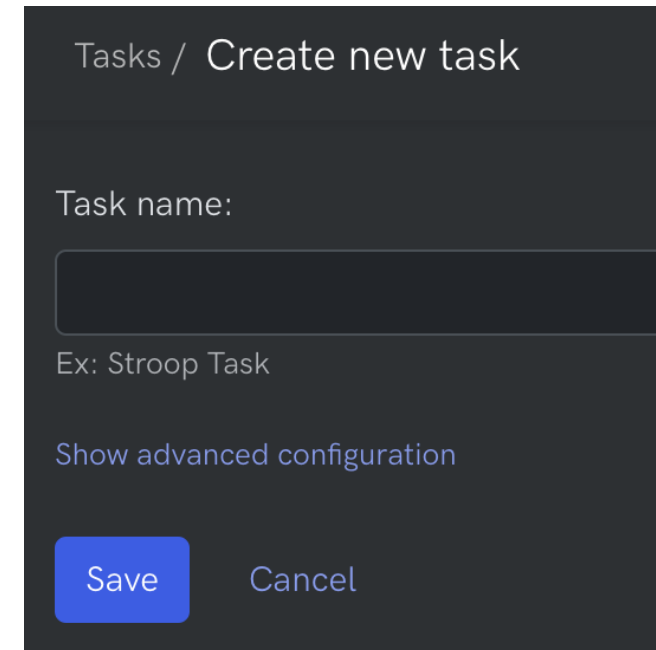 Tasks / Create new task
Task name:
Ex: Stroop Task
Show advanced configuration
Save Cancel